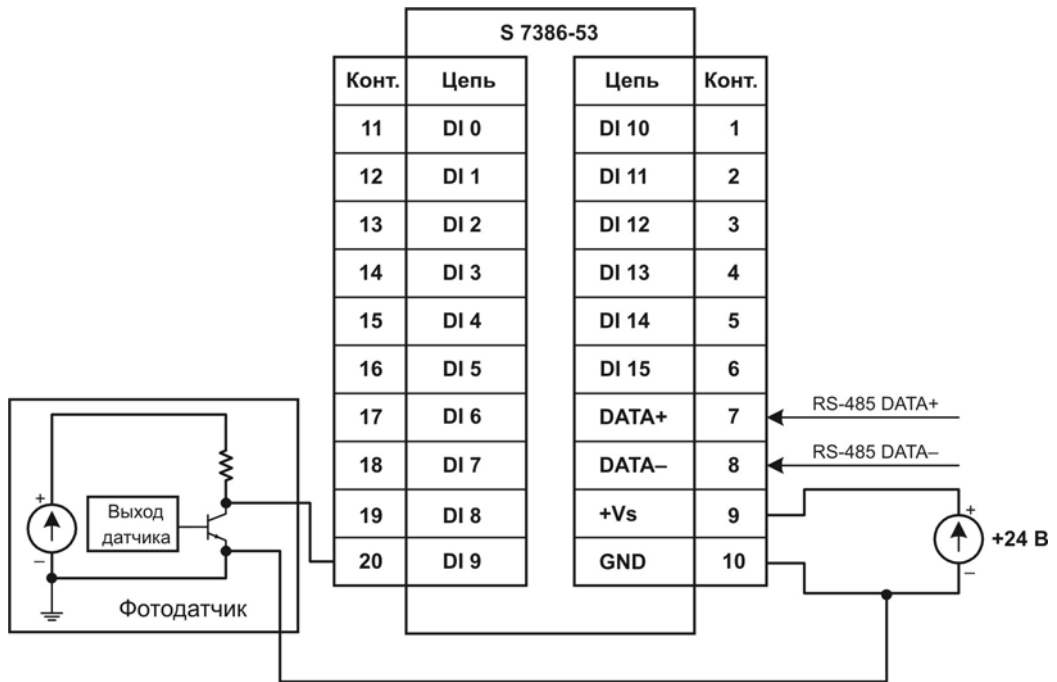 S 7386-53
Конт. Цепь Цепь Конт.
11 DI 0 DI 10 1
12 DI 1 DI 11 2
13 DI 2 DI 12 3
14 DI 3 DI 13 4
15 DI 4 DI 14 5
16 DI 5 DI 15 6
17 DI 6 DATA+ 7 RS-485 DATA+
18 DI 7 DATA– 8 RS-485 DATA–
19 DI 8 +Vs 9
20 DI 9 GND 10
+
–
Выход
датчика
Фотодатчик
+
–
+24 В